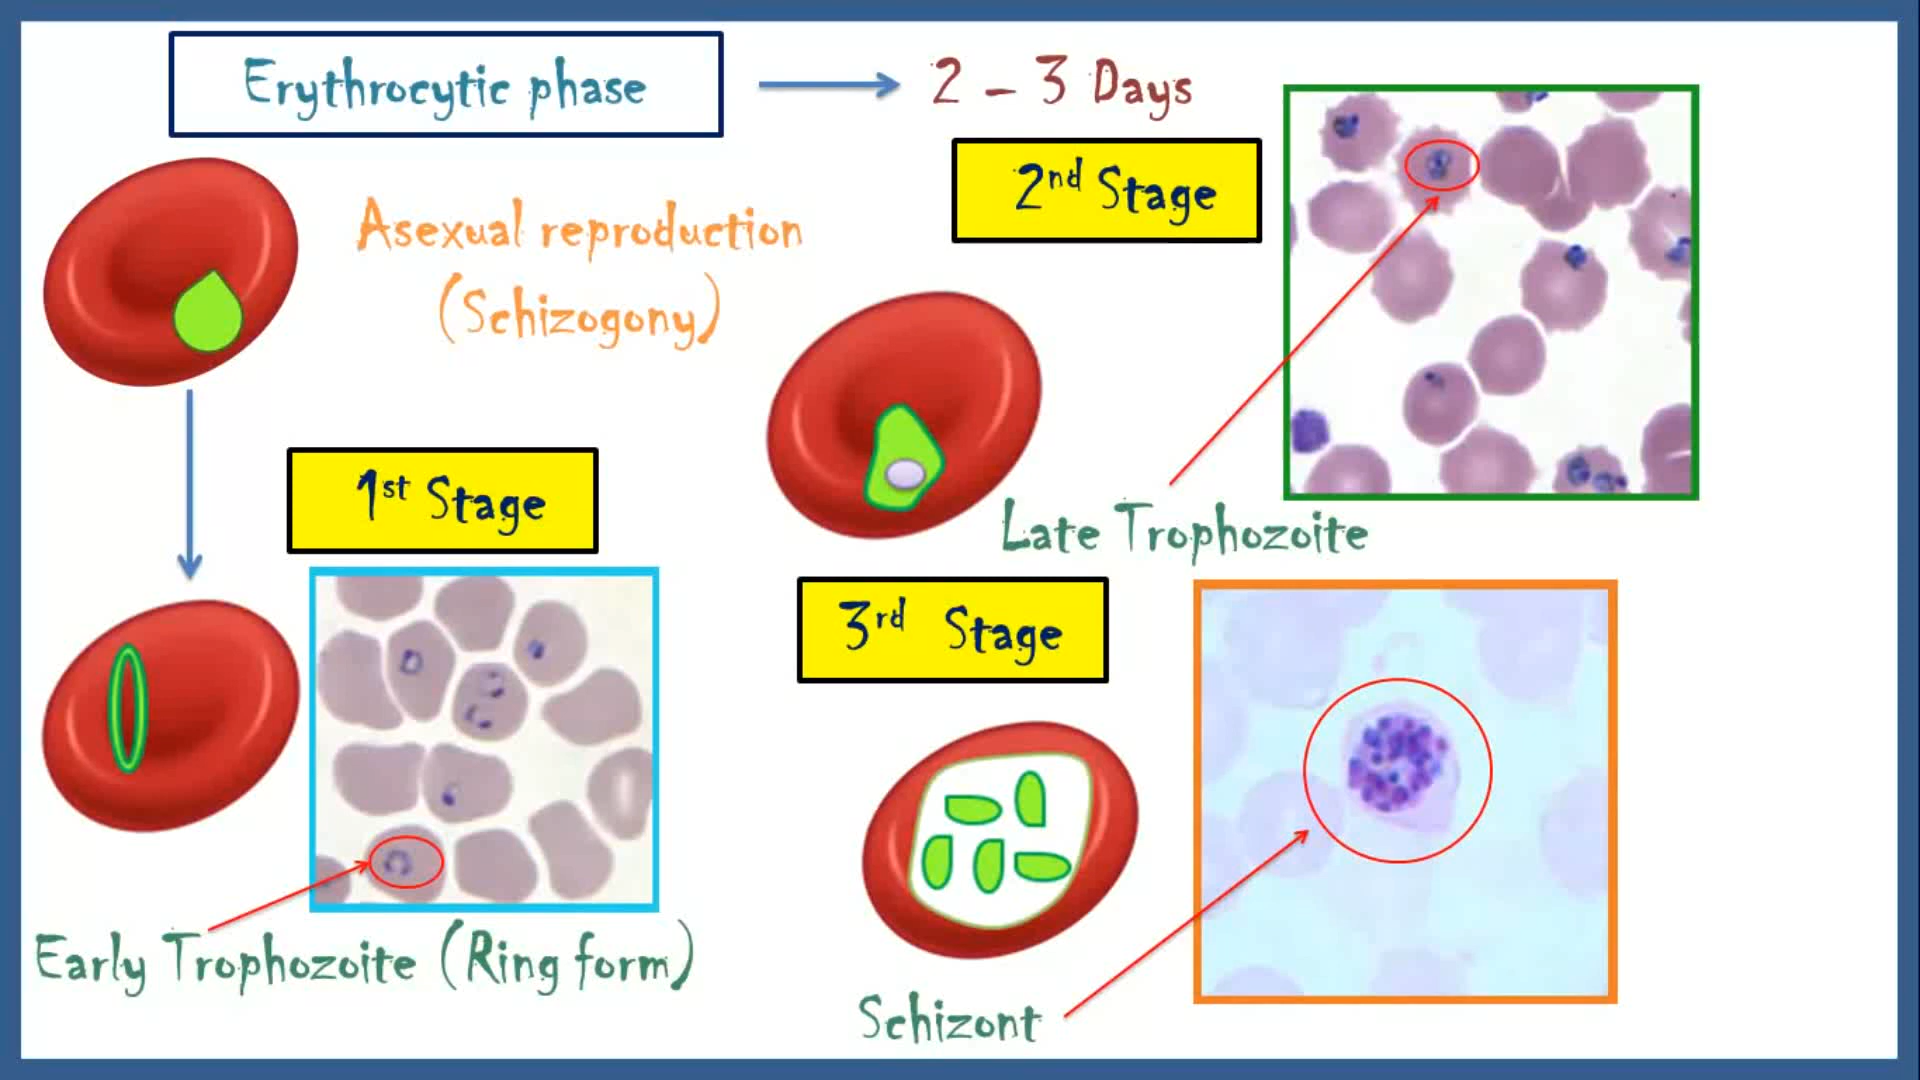 Erythrocytic phase
2 – 3 Days
Asexual reproduction
(Schizogony)
1st Stage
Early Trophozoite (Ring form)
2nd Stage
Late Trophozoite
3rd Stage
Schizont